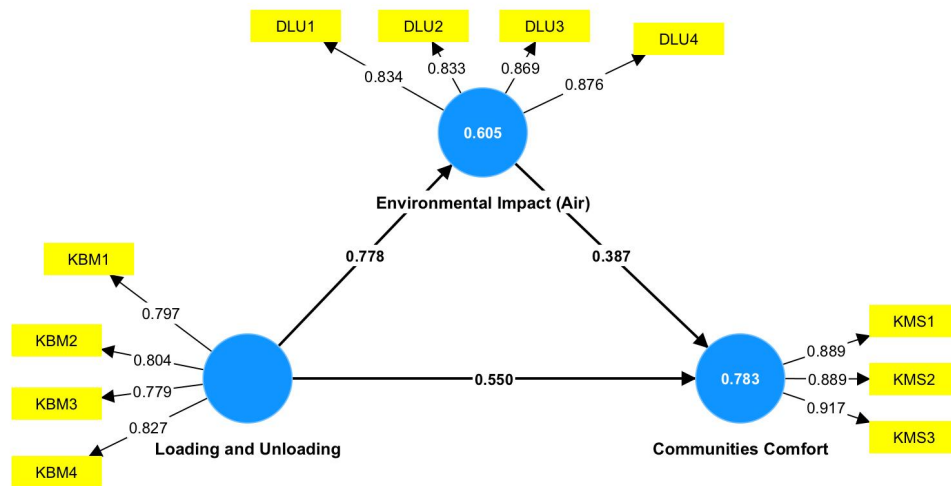 DLU1
DLU2
DLU3
DLU4
0.834
0.833
0.869
0.876
0.605
Environmental Impact (Air)
0.778
0.387
KBM1
0.797
KBM2
0.804
KBM3
0.779
0.827
KBM4
Loading and Unloading
0.550
0.783
Communities Comfort
KMS1
0.889
KMS2
0.889
0.917
KMS3